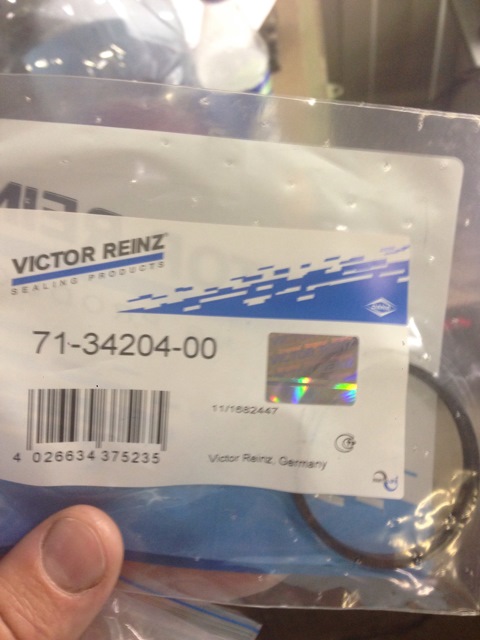 VICTOR REINZ
SEALING PRODUCTS
71-34204-00
11/1682447
4 026634 375235
Victor Reinz, Germany